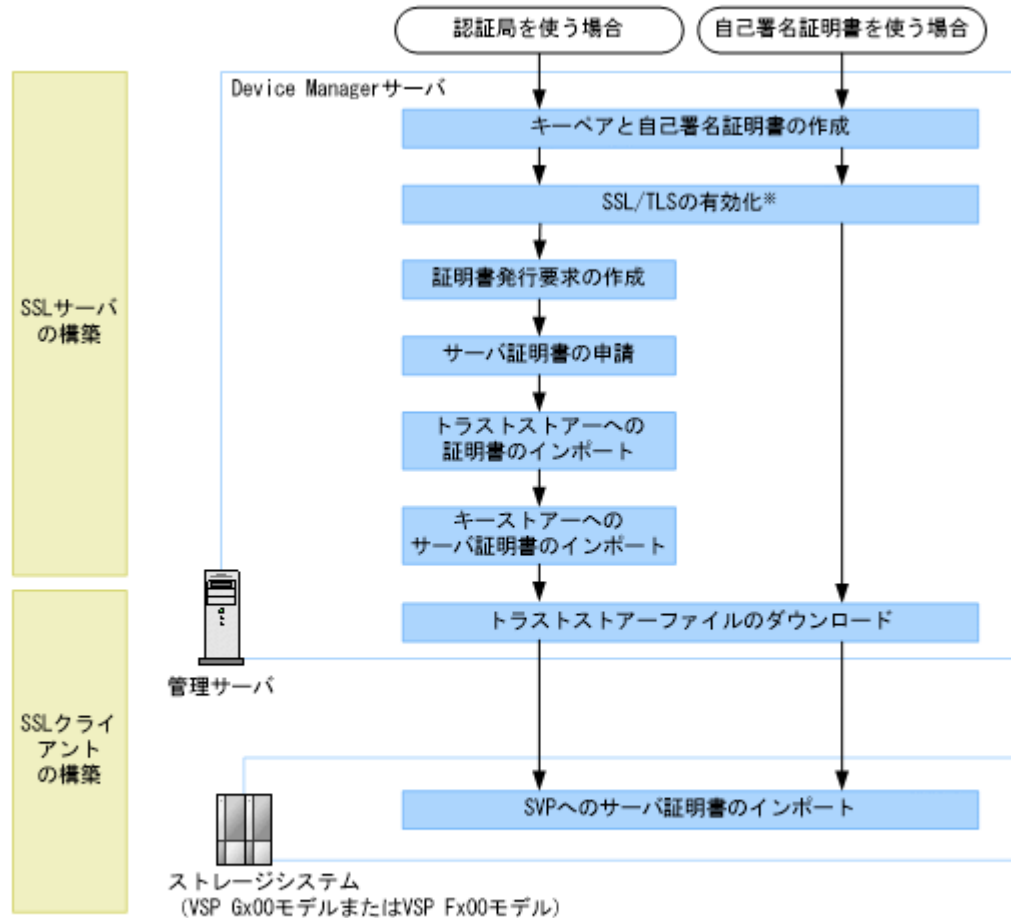 認証局を使う場合
自己署名証明書を使う場合
Device Managerサーバ
キーペアと自己署名証明書の作成
SSL/TLSの有効化※
証明書発行要求の作成
SSLサーバ
の構築
サーバ証明書の申請
トラストストアーへの
証明書のインポート
キーストアーへの
サーバ証明書のインポート
トラストストアーファイルのダウンロード
管理サーバ
SSLクライ
アント
の構築
SVPへのサーバ証明書のインポート
ストレージシステム
(VSP Gx00モデルまたはVSP Fx00モデル)